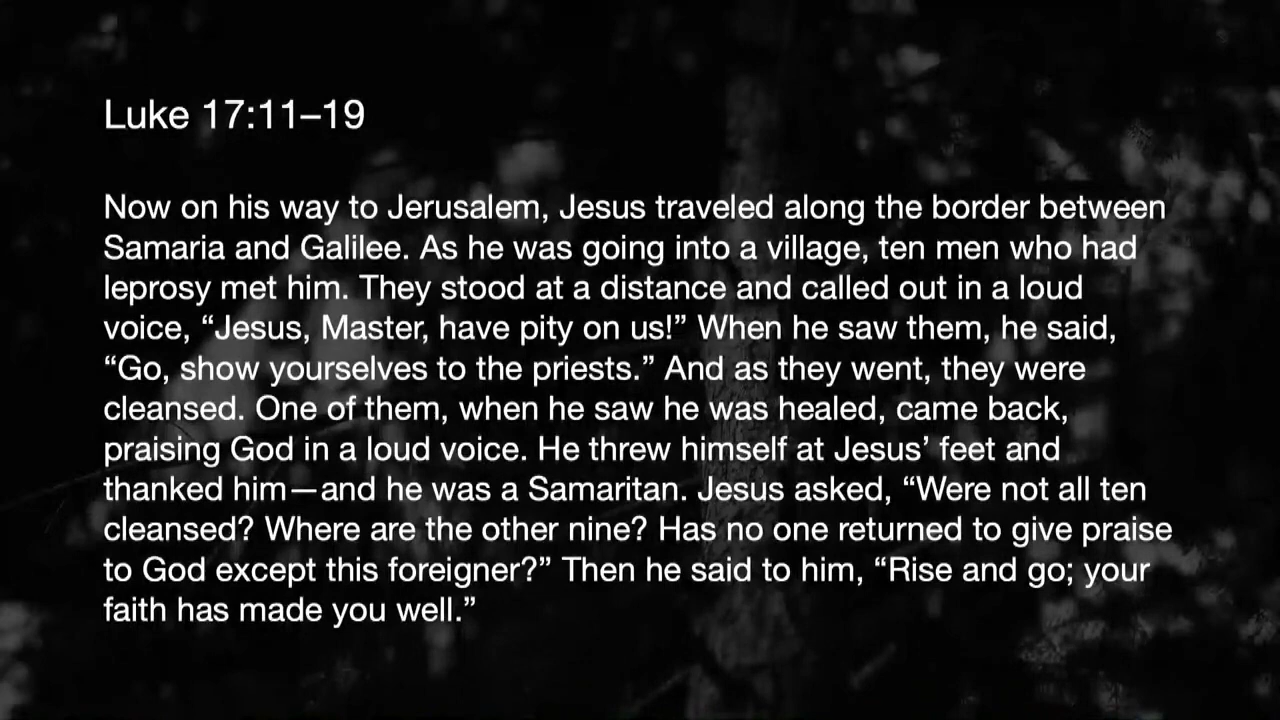 Luke 17:11–19
Now on his way to Jerusalem, Jesus traveled along the border between
Samaria and Galilee. As he was going into a village, ten men who had
leprosy met him. They stood at a distance and called out in a loud
voice, “Jesus, Master, have pity on us!” When he saw them, he said,
“Go, show yourselves to the priests.” And as they went, they were
cleansed. One of them, when he saw he was healed, came back,
praising God in a loud voice. He threw himself at Jesus’ feet and
thanked him—and he was a Samaritan. Jesus asked, “Were not all ten
cleansed? Where are the other nine? Has no one returned to give praise
to God except this foreigner?” Then he said to him, “Rise and go; your
faith has made you well.”